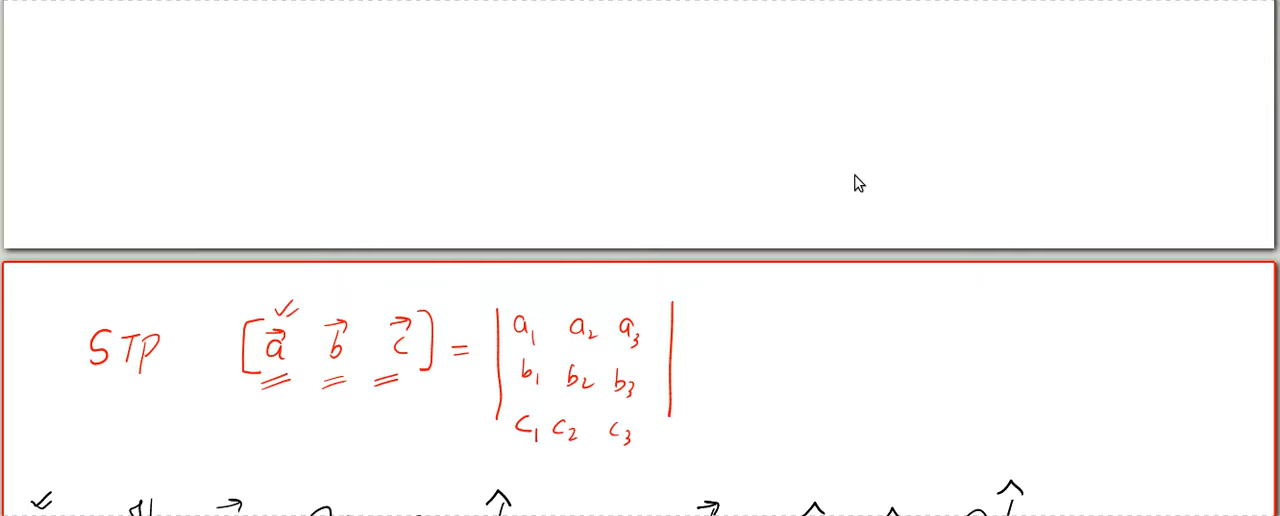 STP [a⃗ b⃗ c⃗] = | a₁ a₂ a₃ |
b₁ b₂ b₃
c₁ c₂ c₃